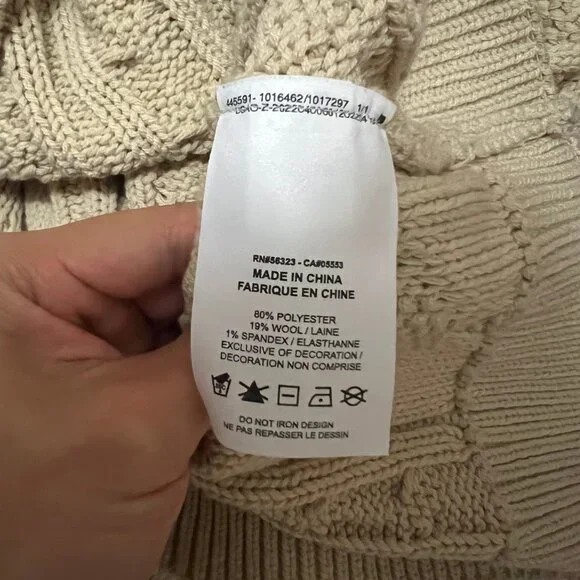 445591- 1016462/1017297 1/1
RN#56323 - CA#05553
MADE IN CHINA
FABRIQUE EN CHINE
80% POLYESTER
19% WOOL / LAINE
1% SPANDEX / ELASTHANNE
EXCLUSIVE OF DECORATION /
DECORATION NON COMPRISE
DO NOT IRON DESIGN
NE PAS REPASSER LE DESSIN